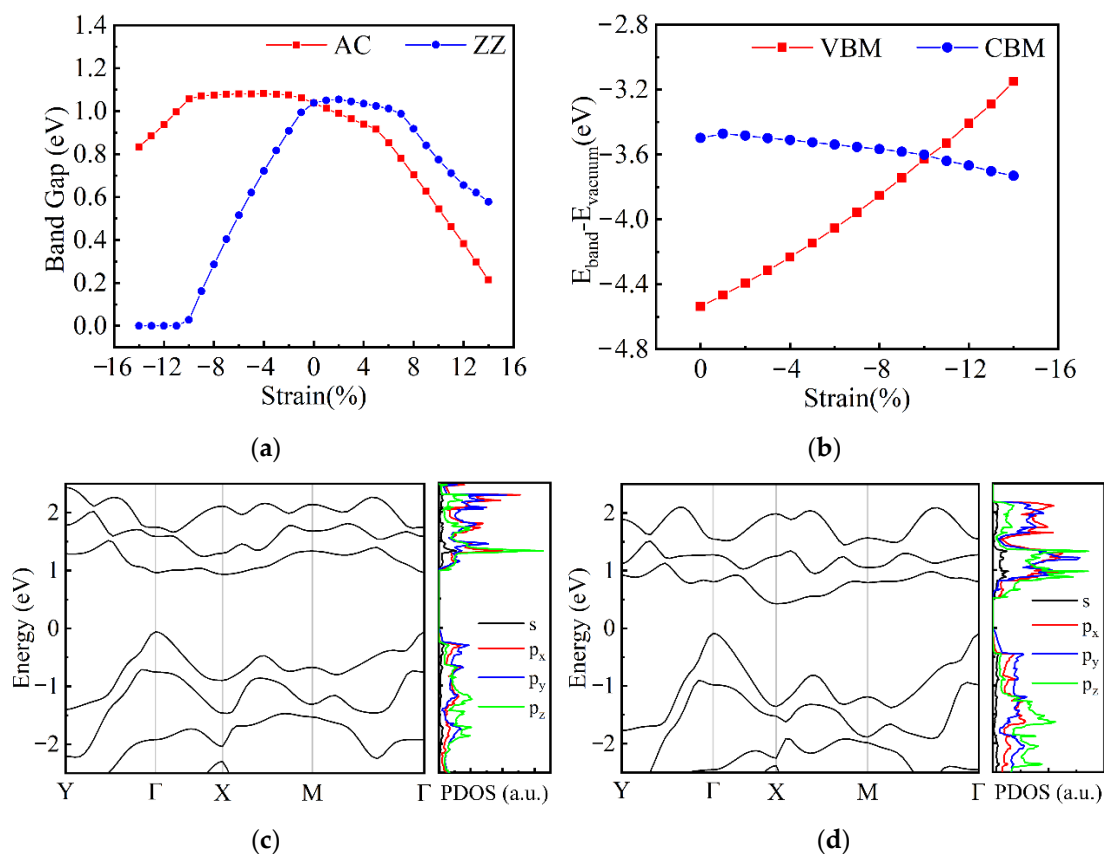 AC ZZ
1.4
1.2
1.0
0.8
0.6
0.4
0.2
0.0
Band Gap (eV)
−16 −12 −8 −4 0 4 8 12 16
Strain(%)
(a)
VBM CBM
−2.8
−3.2
−3.6
−4.0
−4.4
−4.8
E_band-E_vacuum(eV)
0 −4 −8 −12 −16
Strain(%)
(b)
2
1
0
−1
−2
Energy (eV)
Y Γ X M Γ
s
p_x
p_y
p_z
PDOS (a.u.)
(c)
2
1
0
−1
−2
Energy (eV)
Y Γ X M Γ
s
p_x
p_y
p_z
PDOS (a.u.)
(d)